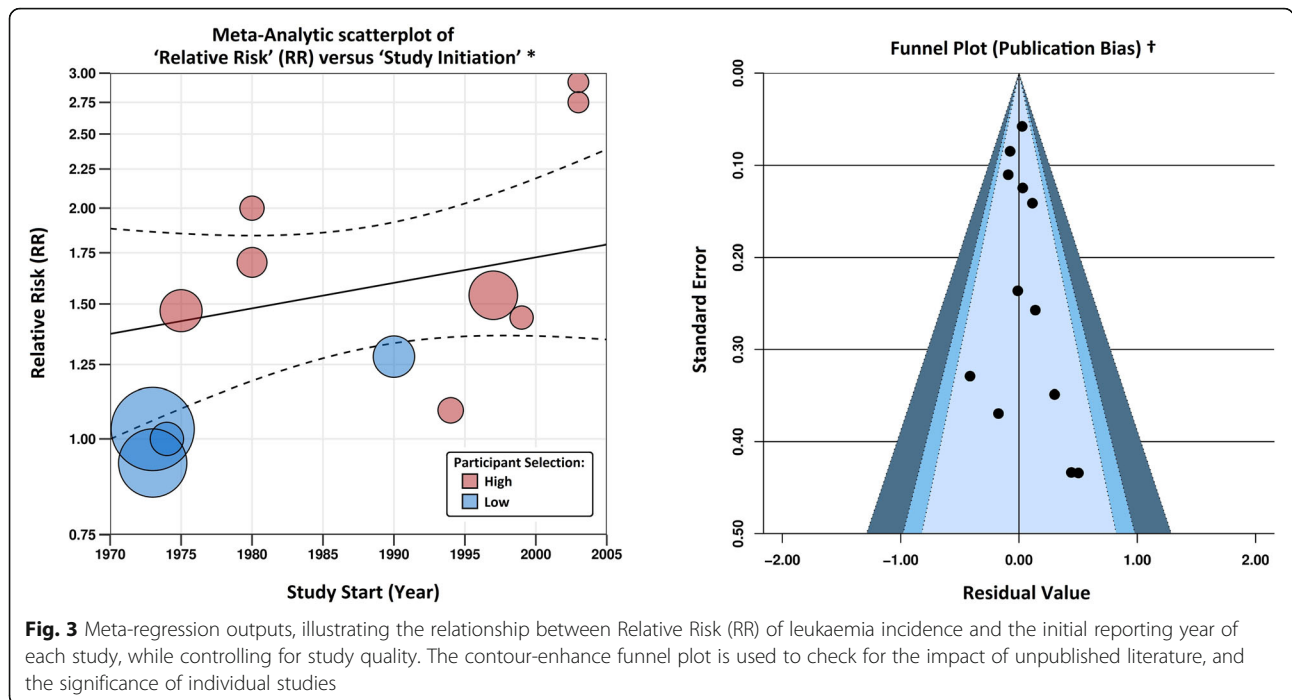 Meta-Analytic scatterplot of
‘Relative Risk’ (RR) versus ‘Study Initiation’ *
3.00
2.75
2.50
2.25
2.00
1.75
1.50
1.25
1.00
0.75
Relative Risk (RR)
Participant Selection:
High
Low
1970
1975
1980
1985
1990
1995
2000
2005
Study Start (Year)
Funnel Plot (Publication Bias) †
0.00
0.10
0.20
0.30
0.40
0.50
Standard Error
−2.00
−1.00
0.00
1.00
2.00
Residual Value
Fig. 3 Meta-regression outputs, illustrating the relationship between Relative Risk (RR) of leukaemia incidence and the initial reporting year of
each study, while controlling for study quality. The contour-enhance funnel plot is used to check for the impact of unpublished literature, and
the significance of individual studies